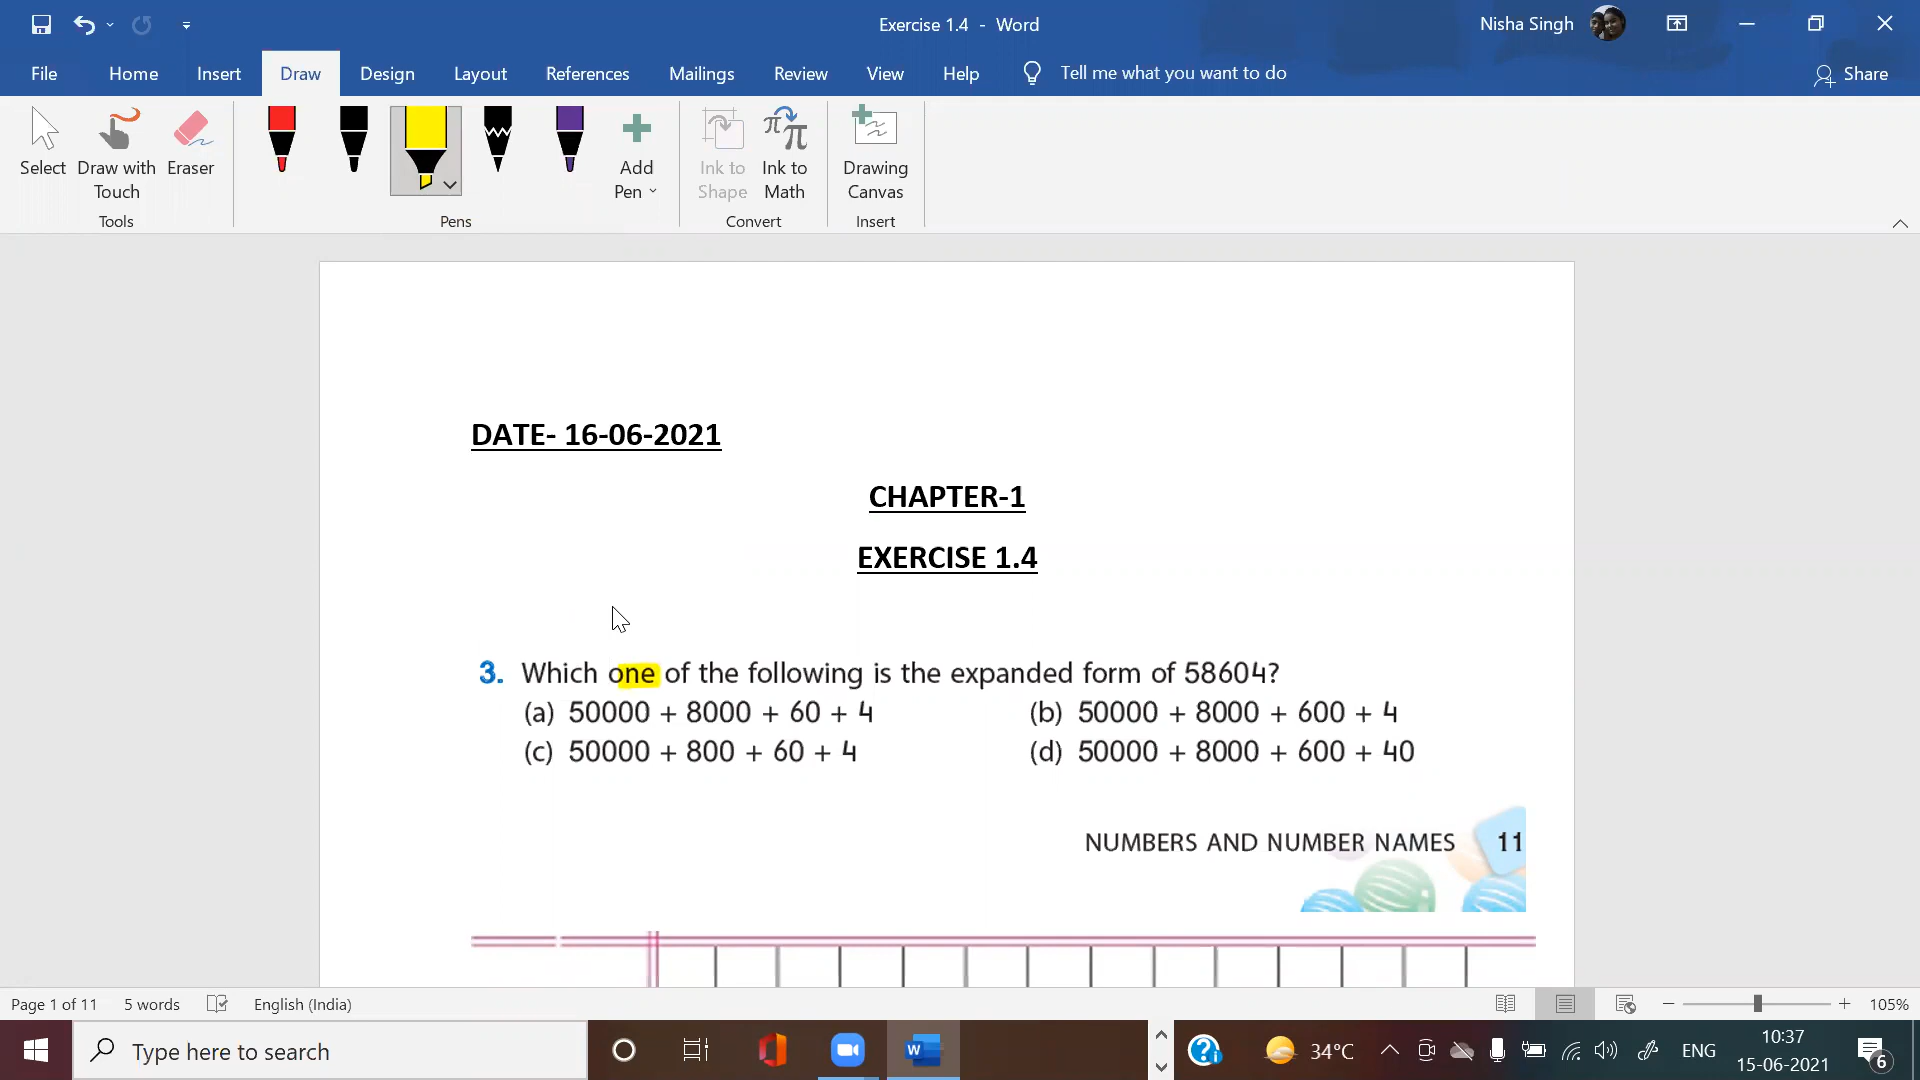 Exercise 1.4 - Word
Nisha Singh
File Home Insert Draw Design Layout References Mailings Review View Help Tell me what you want to do Share
Select Draw with Touch Eraser Add Pen Ink to Shape Ink to Math Drawing Canvas
Tools Pens Convert Insert
DATE- 16-06-2021
CHAPTER-1
EXERCISE 1.4
3. Which one of the following is the expanded form of 58604?
(a) 50000 + 8000 + 60 + 4 (b) 50000 + 8000 + 600 + 4
(c) 50000 + 800 + 60 + 4 (d) 50000 + 8000 + 600 + 40
NUMBERS AND NUMBER NAMES 11
Page 1 of 11 5 words English (India) 105%
Type here to search 34°C ENG 10:37
15-06-2021 6